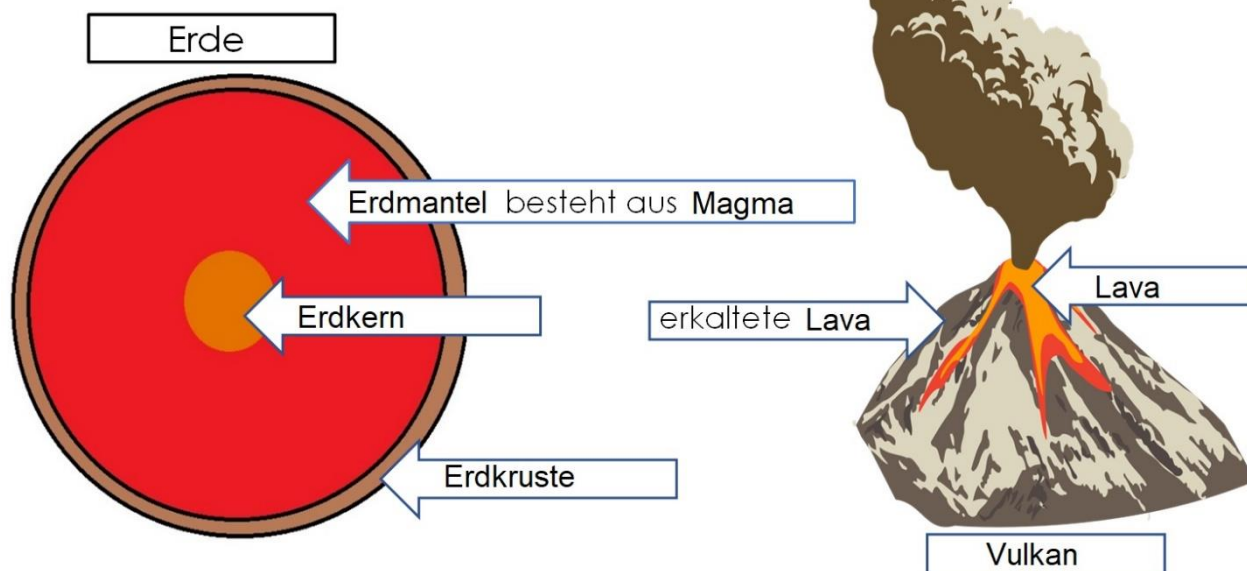 Erde
Erdmantel besteht aus Magma
Erdkern
Erdkruste
Lava
erkaltete Lava
Vulkan